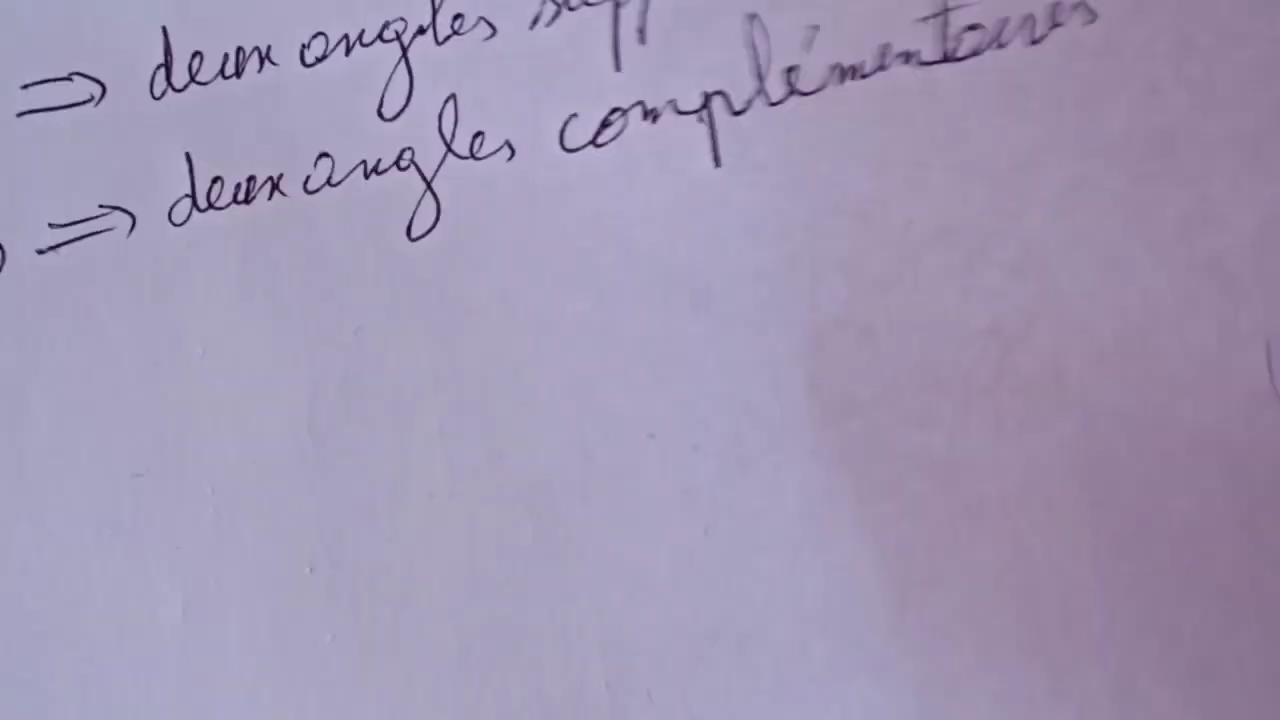 ⇒ deux angles
⇒ deux angles complémentaires